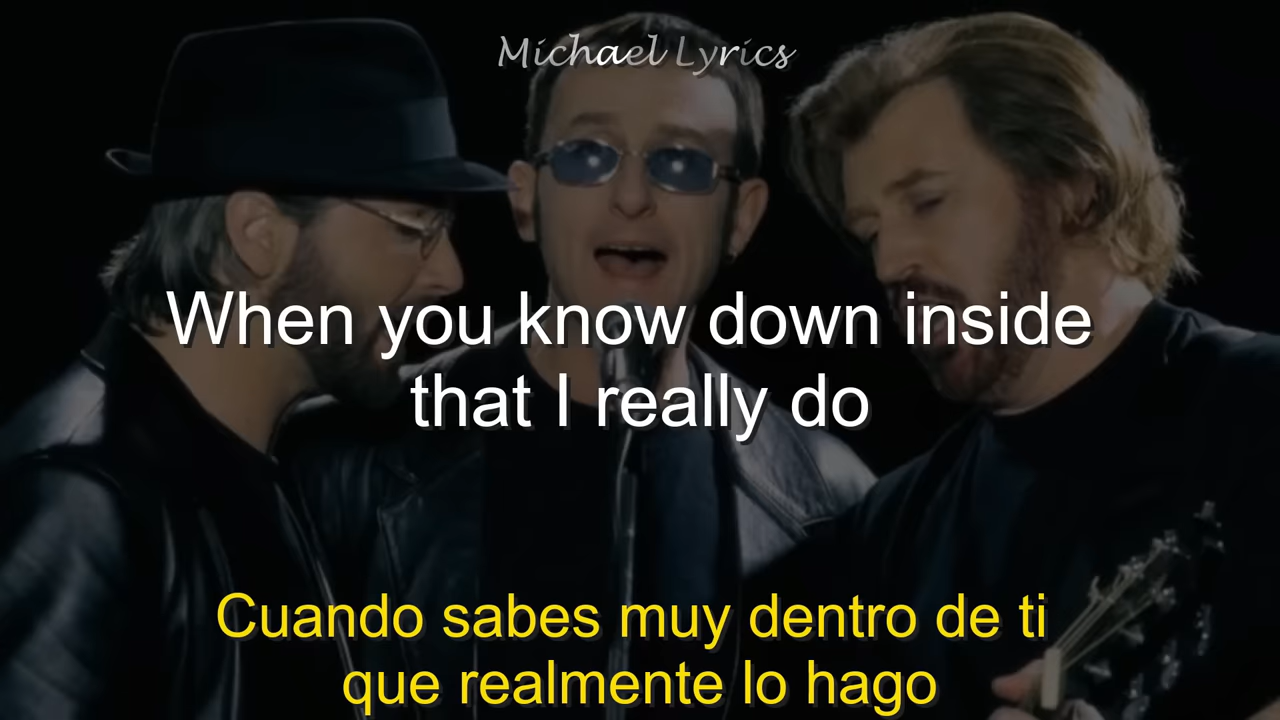 Michael Lyrics
When you know down inside
that I really do
Cuando sabes muy dentro de ti
que realmente lo hago